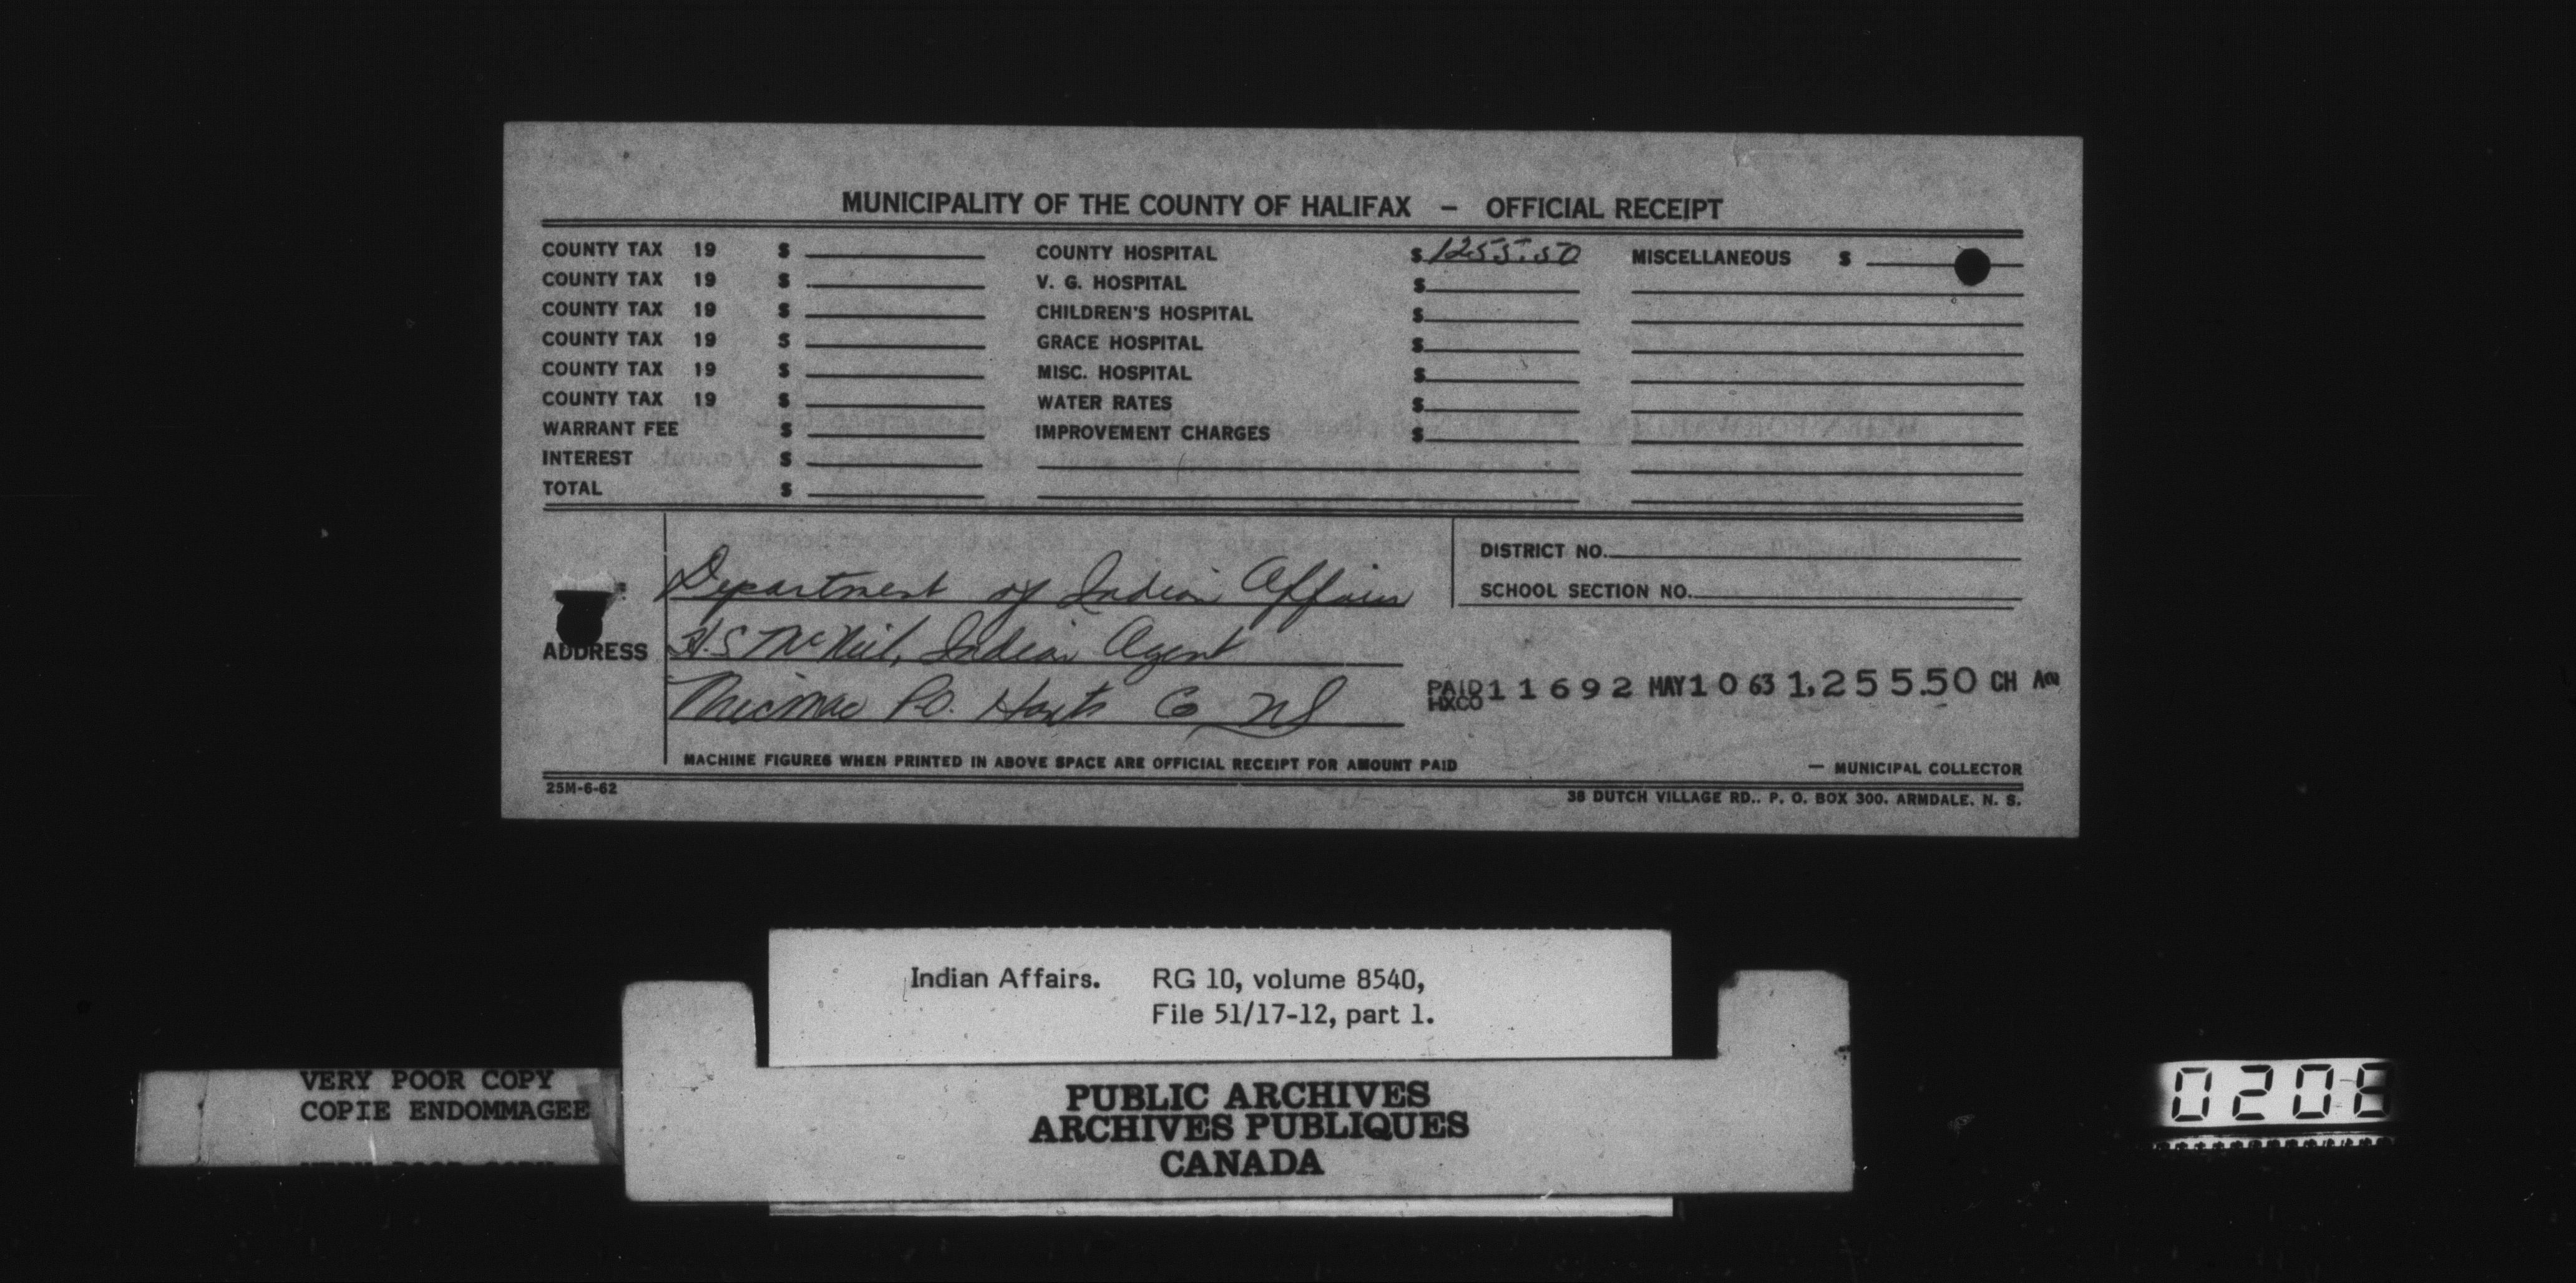 MUNICIPALITY OF THE COUNTY OF HALIFAX – OFFICIAL RECEIPT
COUNTY TAX 19 $ COUNTY HOSPITAL $ 1255.50 MISCELLANEOUS $
COUNTY TAX 19 $ V. G. HOSPITAL $
COUNTY TAX 19 $ CHILDREN'S HOSPITAL $
COUNTY TAX 19 $ GRACE HOSPITAL $
COUNTY TAX 19 $ MISC. HOSPITAL $
COUNTY TAX 19 $ WATER RATES $
WARRANT FEE $ IMPROVEMENT CHARGES $
INTEREST $
TOTAL $
DISTRICT NO.
Department of Indian Affairs
SCHOOL SECTION NO.
ADDRESS H.S McNeil, Indian Agent
Micmac P.O. Hants Co NS
PAID HXCO 11692 MAY10 63 1,255.50 CH
MACHINE FIGURES WHEN PRINTED IN ABOVE SPACE ARE OFFICIAL RECEIPT FOR AMOUNT PAID
— MUNICIPAL COLLECTOR
25M-6-62
38 DUTCH VILLAGE RD., P. O. BOX 300, ARMDALE, N. S.
Indian Affairs. RG 10, volume 8540,
File 51/17-12, part 1.
VERY POOR COPY
COPIE ENDOMMAGEE
PUBLIC ARCHIVES
ARCHIVES PUBLIQUES
CANADA